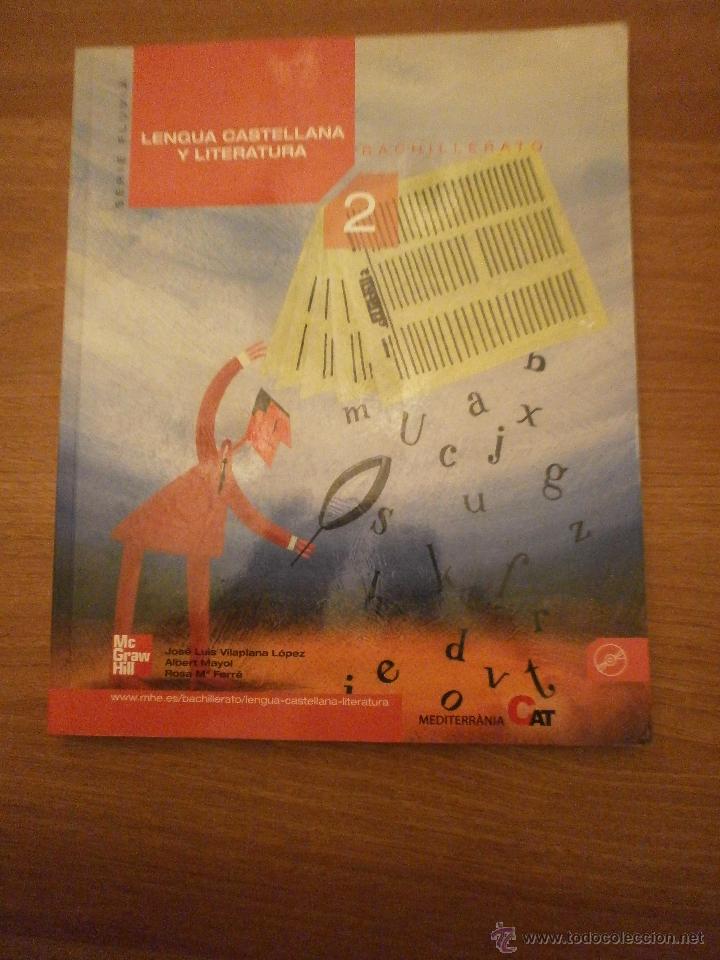 SERIE FLUVIÀ
LENGUA CASTELLANA
Y LITERATURA
BACHILLERATO
2
b
m
U
a
x
c
j
g
s
u
z
h
k
f
r
i
e
d
o
v
t
Mc
Graw
Hill
José Luis Vilaplana López
Albert Mayol
Rosa Mª Ferrà
www.mhe.es/bachillerato/lengua-castellana-literatura
MEDITERRÀNIA CAT
www.todocoleccion.net